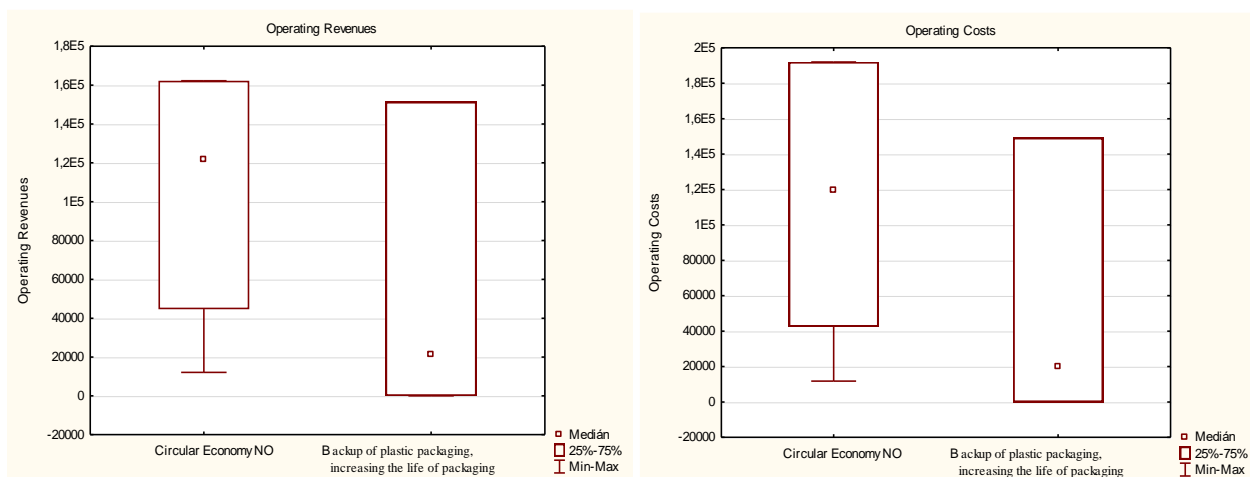 Operating Revenues
1,8E5
1,6E5
1,4E5
1,2E5
1E5
80000
60000
40000
20000
0
-20000
Operating Revenues
Circular Economy NO
Backup of plastic packaging,
increasing the life of packaging
Medián
25%-75%
Min-Max
Operating Costs
2E5
1,8E5
1,6E5
1,4E5
1,2E5
1E5
80000
60000
40000
20000
0
-20000
Operating Costs
Circular Economy NO
Backup of plastic packaging,
increasing the life of packaging
Medián
25%-75%
Min-Max